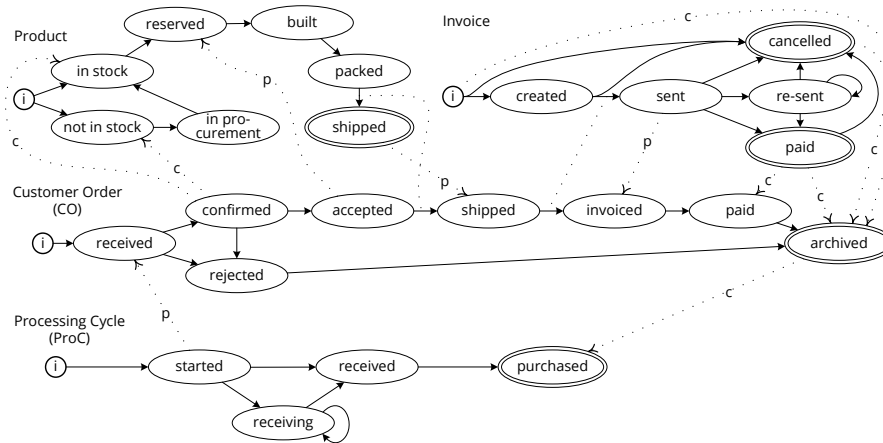 Product
reserved
built
Invoice
c
cancelled
in stock
packed
p
i
not in stock
in pro-
curement
shipped
i
created
sent
re-sent
paid
c
c
p
p
c
c
c
Customer Order
(CO)
confirmed
accepted
shipped
invoiced
paid
i
received
rejected
archived
p
c
Processing Cycle
(ProC)
i
started
received
purchased
receiving